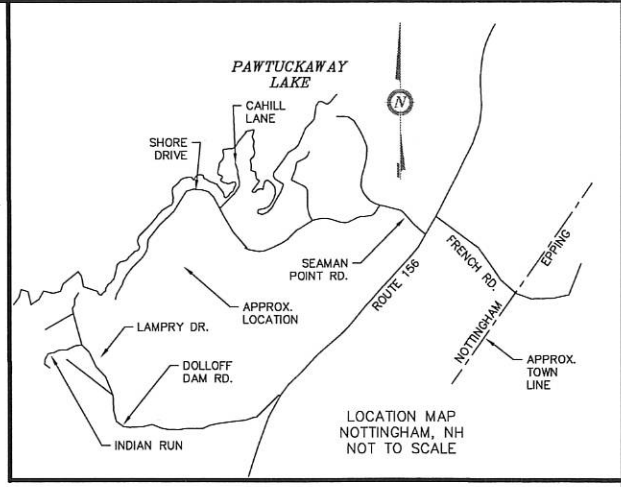 PAWTUCKAWAY
LAKE
CAHILL
LANE
SHORE
DRIVE
N
SEAMAN
POINT RD.
ROUTE 156
FRENCH RD.
EPPING
NOTTINGHAM
APPROX.
LOCATION
APPROX.
TOWN
LINE
LAMPRY DR.
DOLLOFF
DAM RD.
INDIAN RUN
LOCATION MAP
NOTTINGHAM, NH
NOT TO SCALE